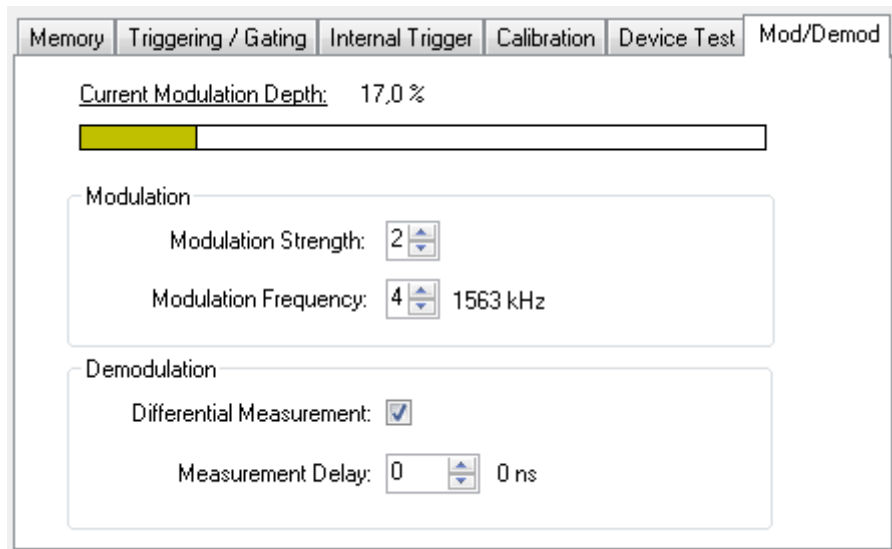 Memory Triggering / Gating Internal Trigger Calibration Device Test Mod/Demod
Current Modulation Depth: 17,0 %
Modulation
Modulation Strength: 2
Modulation Frequency: 4 1563 kHz
Demodulation
Differential Measurement:
Measurement Delay: 0 0 ns